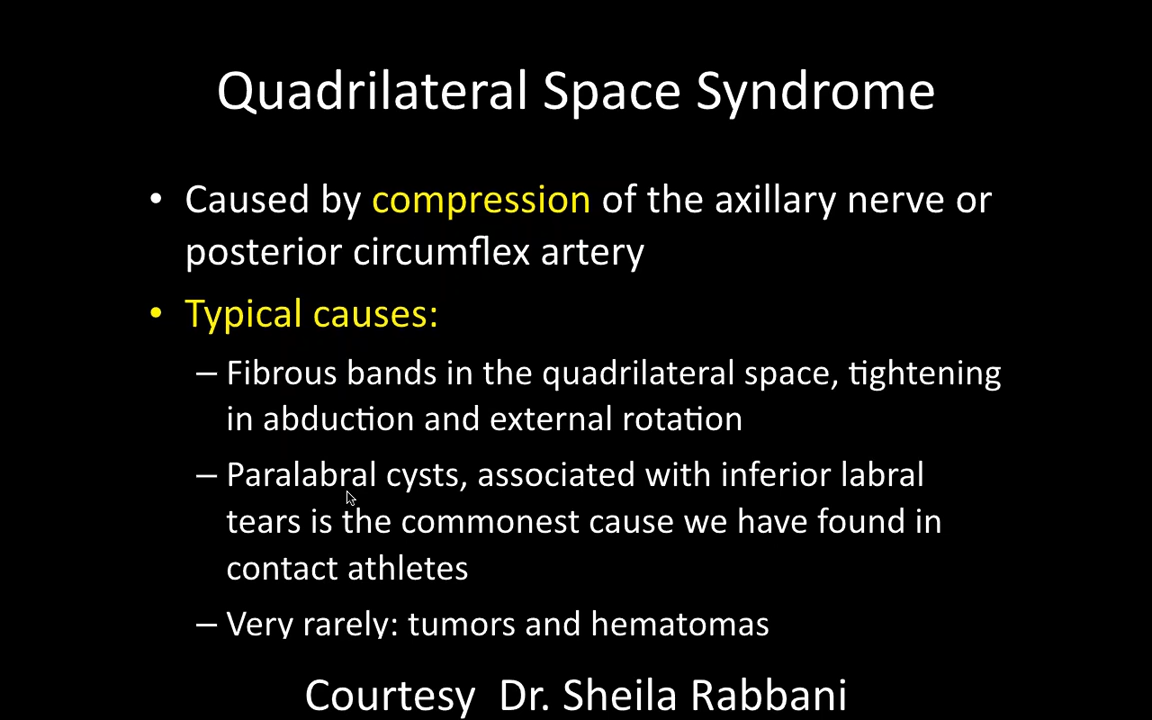 Quadrilateral Space Syndrome
• Caused by compression of the axillary nerve or
posterior circumflex artery
• Typical causes:
– Fibrous bands in the quadrilateral space, tightening
in abduction and external rotation
– Paralabral cysts, associated with inferior labral
tears is the commonest cause we have found in
contact athletes
– Very rarely: tumors and hematomas
Courtesy Dr. Sheila Rabbani